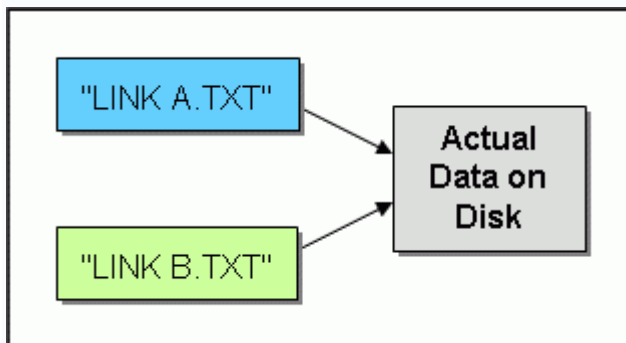 "LINK A.TXT"
Actual
Data on
Disk
"LINK B.TXT"